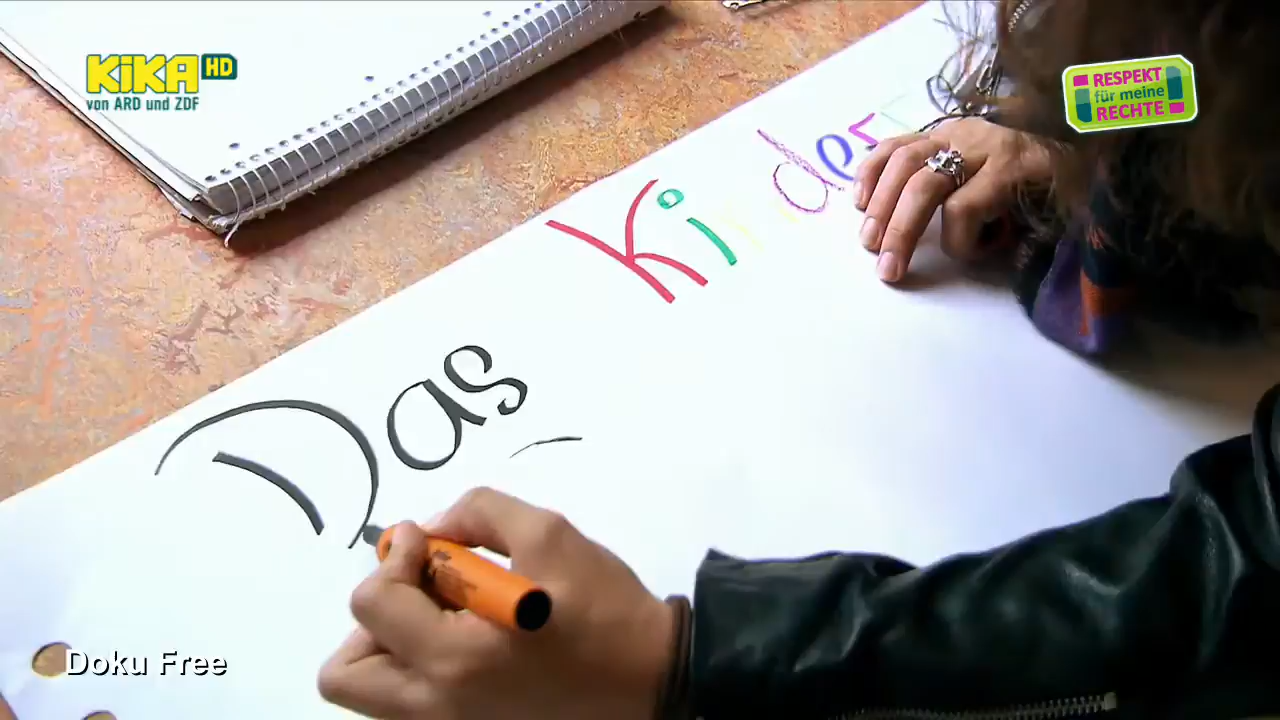 KiKA HD
von ARD und ZDF
RESPEKT
für meine
RECHTE
Das Kinder
Doku Free